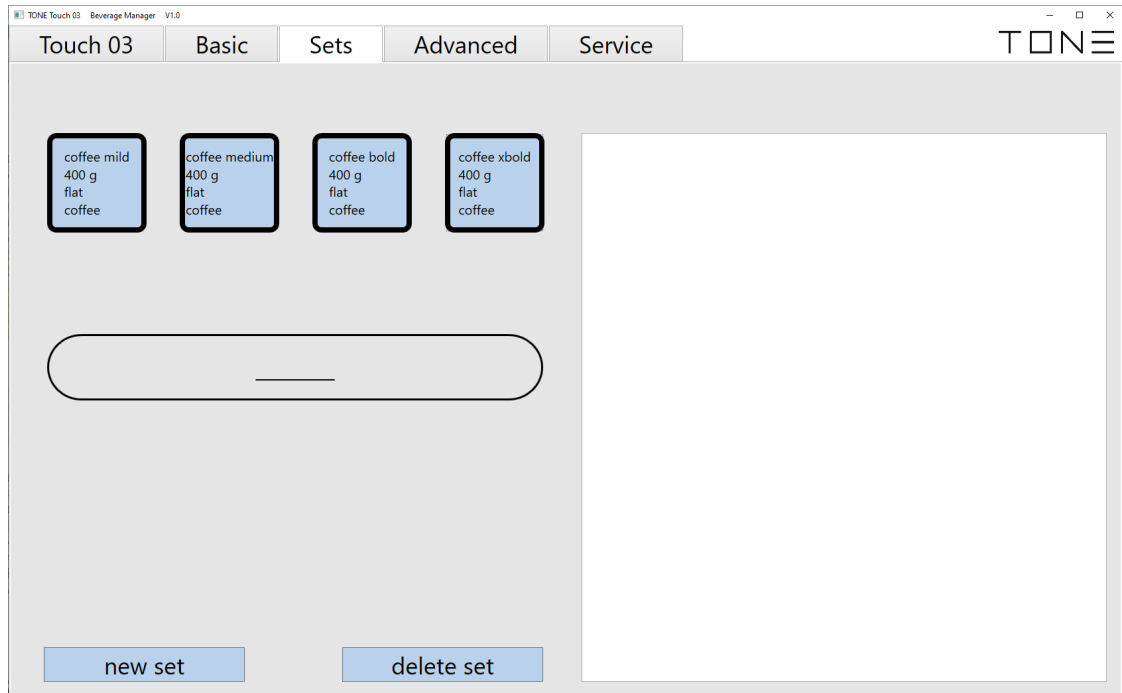 TONE Touch 03 Beverage Manager V1.0
Touch 03 Basic Sets Advanced Service
TONE
coffee mild
400 g
flat
coffee
coffee medium
400 g
flat
coffee
coffee bold
400 g
flat
coffee
coffee xbold
400 g
flat
coffee
new set
delete set